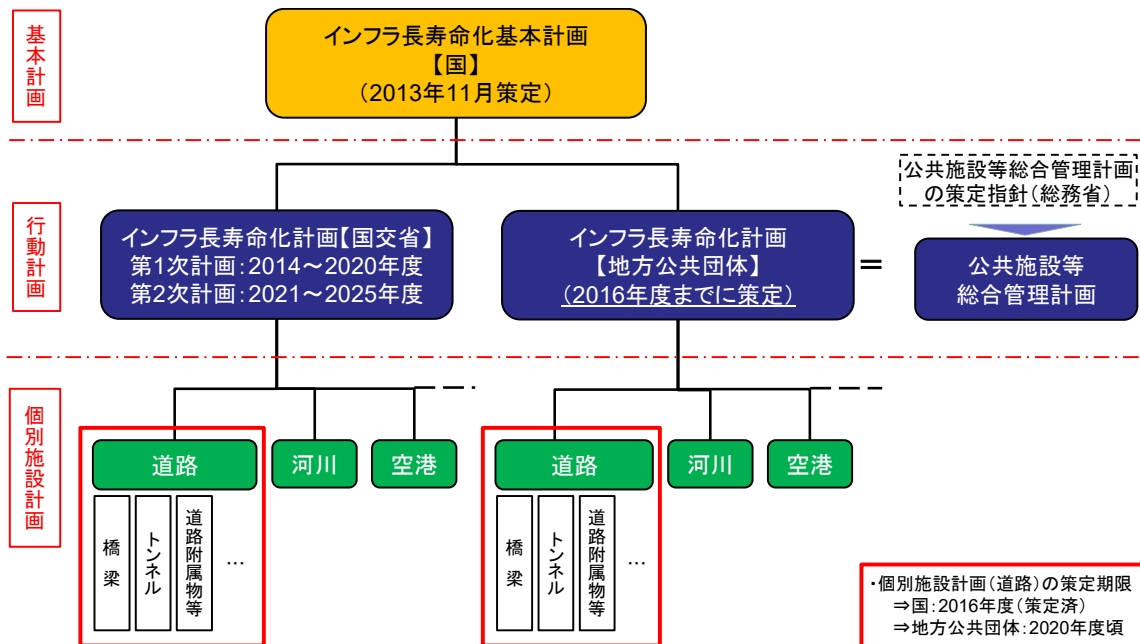 基本計画
インフラ長寿命化基本計画
【国】
(2013年11月策定)
行動計画
インフラ長寿命化計画【国交省】
第1次計画:2014～2020年度
第2次計画:2021～2025年度
インフラ長寿命化計画
【地方公共団体】
(2016年度までに策定)
=
公共施設等総合管理計画
の策定指針(総務省)
公共施設等
総合管理計画
個別施設計画
道路
河川
空港
橋梁
トンネル
道路附属物等
…
道路
河川
空港
橋梁
トンネル
道路附属物等
…
・個別施設計画(道路)の策定期限
⇒国:2016年度(策定済)
⇒地方公共団体:2020年度頃